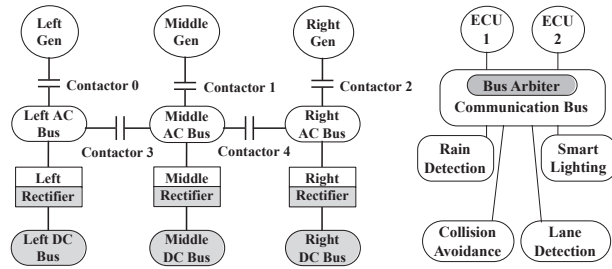 Left
Gen
Middle
Gen
Right
Gen
Contactor 0
Contactor 1
Contactor 2
Left AC
Bus
Middle
AC Bus
Right
AC Bus
Contactor 3
Contactor 4
Left
Rectifier
Middle
Rectifier
Right
Rectifier
Left DC
Bus
Middle
DC Bus
Right
DC Bus
ECU
1
ECU
2
Bus Arbiter
Communication Bus
Rain
Detection
Smart
Lighting
Collision
Avoidance
Lane
Detection